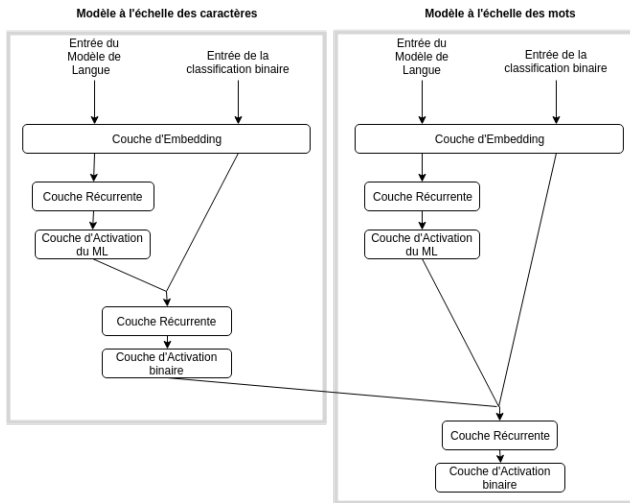 Modèle à l'échelle des caractères
Entrée du
Modèle de
Langue
Entrée de la
classification binaire
Couche d'Embedding
Couche Récurrente
Couche d'Activation
du ML
Couche Récurrente
Couche d'Activation
binaire
Modèle à l'échelle des mots
Entrée du
Modèle de
Langue
Entrée de la
classification binaire
Couche d'Embedding
Couche Récurrente
Couche d'Activation
du ML
Couche Récurrente
Couche d'Activation
binaire